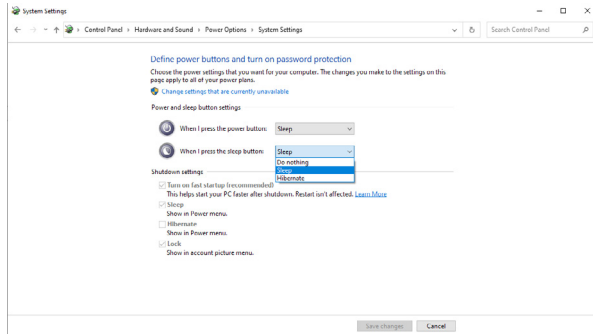 System Settings
Control Panel > Hardware and Sound > Power Options > System Settings
Search Control Panel
Define power buttons and turn on password protection
Choose the power settings that you want for your computer. The changes you make to the settings on this
page apply to all of your power plans.
Change settings that are currently unavailable
Power and sleep button settings
When I press the power button: Sleep
When I press the sleep button: Sleep
Do nothing
Sleep
Hibernate
Shutdown settings
Turn on fast startup (recommended)
This helps start your PC faster after shutdown. Restart isn't affected. Learn More
Sleep
Show in Power menu.
Hibernate
Show in Power menu.
Lock
Show in account picture menu.
Save changes Cancel